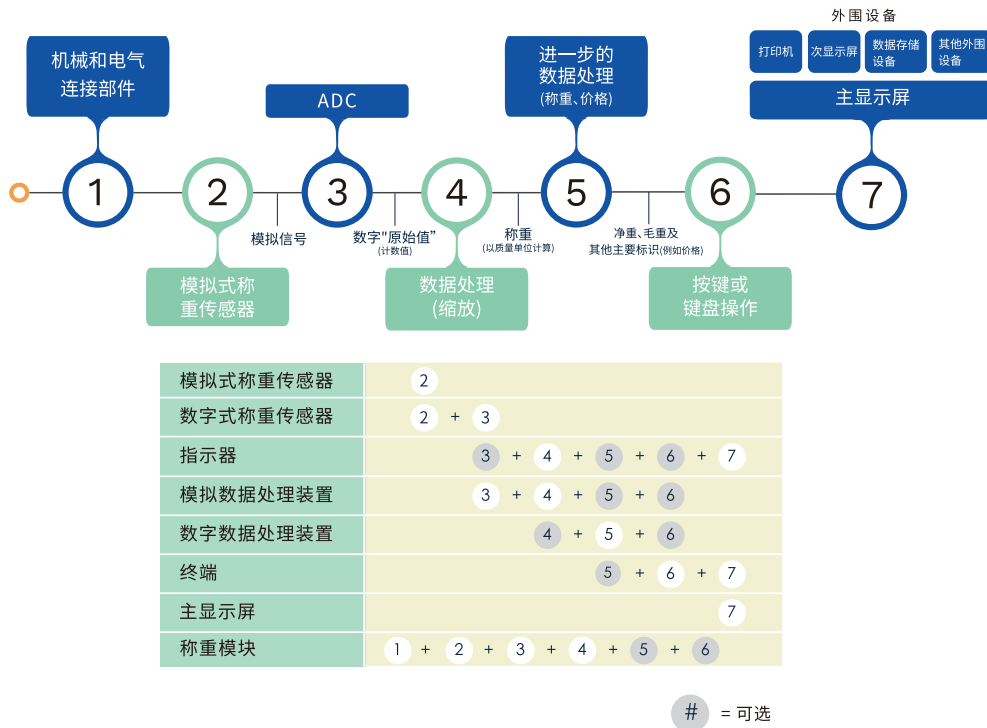 外围设备
打印机
次显示屏
数据存储
设备
其他外围
设备
主显示屏
机械和电气
连接部件
ADC
进一步的
数据处理
(称重、价格)
1
2
3
4
5
6
7
模拟信号
数字"原始值”
(计数值)
称重
(以质量单位计算)
净重、毛重及
其他主要标识(例如价格)
模拟式称
重传感器
数据处理
(缩放)
按键或
键盘操作
模拟式称重传感器 2
数字式称重传感器 2 + 3
指示器 3 + 4 + 5 + 6 + 7
模拟数据处理装置 3 + 4 + 5 + 6
数字数据处理装置 4 + 5 + 6
终端 5 + 6 + 7
主显示屏 7
称重模块 1 + 2 + 3 + 4 + 5 + 6
# = 可选